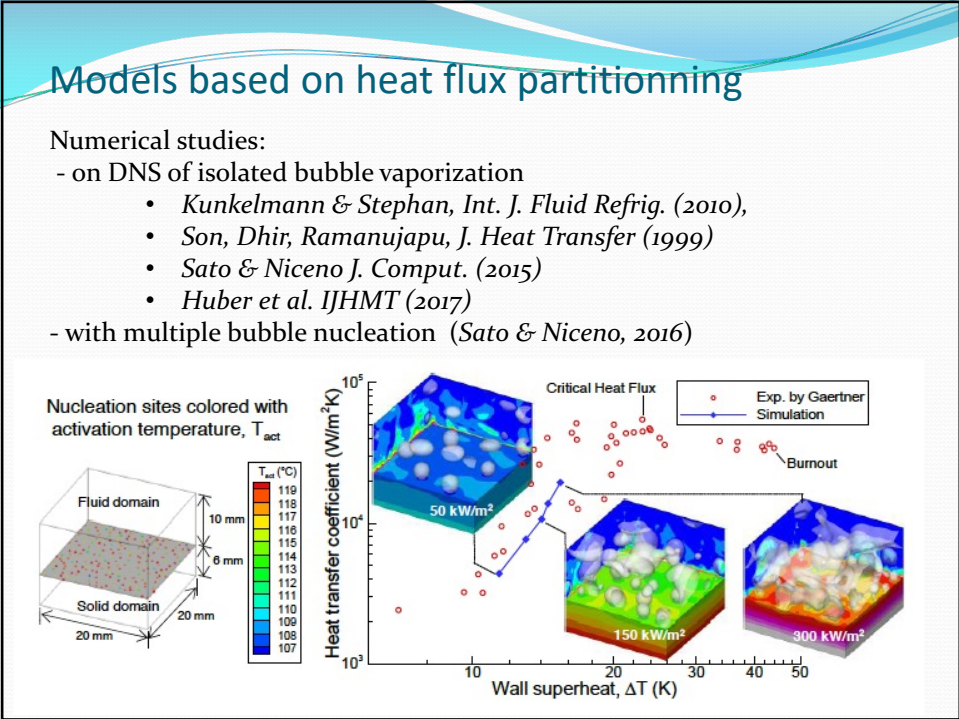 Models based on heat flux partitionning
Numerical studies:
- on DNS of isolated bubble vaporization
• Kunkelmann & Stephan, Int. J. Fluid Refrig. (2010),
• Son, Dhir, Ramanujapu, J. Heat Transfer (1999)
• Sato & Niceno J. Comput. (2015)
• Huber et al. IJHMT (2017)
- with multiple bubble nucleation (Sato & Niceno, 2016)
Nucleation sites colored with
activation temperature, Tact
Tact (°C)
119
118
117
116
115
114
113
112
111
110
109
108
107
Fluid domain
Solid domain
10 mm
6 mm
20 mm
20 mm
Heat transfer coefficient (W/m²K)
10⁵
10⁴
10³
Critical Heat Flux
Exp. by Gaertner
Simulation
Burnout
50 kW/m²
150 kW/m²
300 kW/m²
10
20
30
40
50
Wall superheat, ΔT (K)